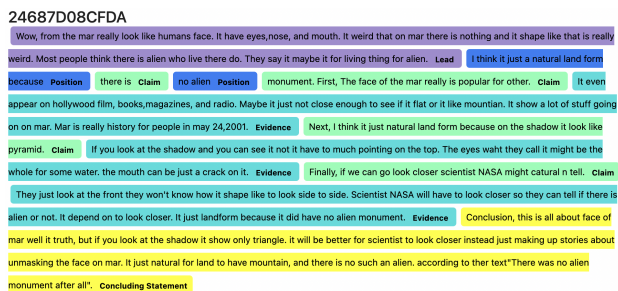 24687D08CFDA
Wow, from the mar really look like humans face. It have eyes,nose, and mouth. It weird that on mar there is nothing and it shape like that is really
weird. Most people think there is alien who live there do. They say it maybe it for living thing for alien. Lead I think it just a natural land form
because Position there is Claim no alien Position monument. First, The face of the mar really is popular for other. Claim It even
appear on hollywood film, books,magazines, and radio. Maybe it just not close enough to see if it flat or it like mountian. It show a lot of stuff going
on on mar. Mar is really history for people in may 24,2001. Evidence Next, I think it just natural land form because on the shadow it look like
pyramid. Claim If you look at the shadow and you can see it not it have to much pointing on the top. The eyes waht they call it might be the
whole for some water. the mouth can be just a crack on it. Evidence Finally, if we can go look closer scientist NASA might catural n tell. Claim
They just look at the front they won't know how it shape like to look side to side. Scientist NASA will have to look closer so they can tell if there is
alien or not. It depend on to look closer. It just landform because it did have no alien monument. Evidence Conclusion, this is all about face of
mar well it truth, but if you look at the shadow it show only triangle. it will be better for scientist to look closer instead just making up stories about
unmasking the face on mar. It just natural for land to have mountain, and there is no such an alien. according to ther text"There was no alien
monument after all". Concluding Statement